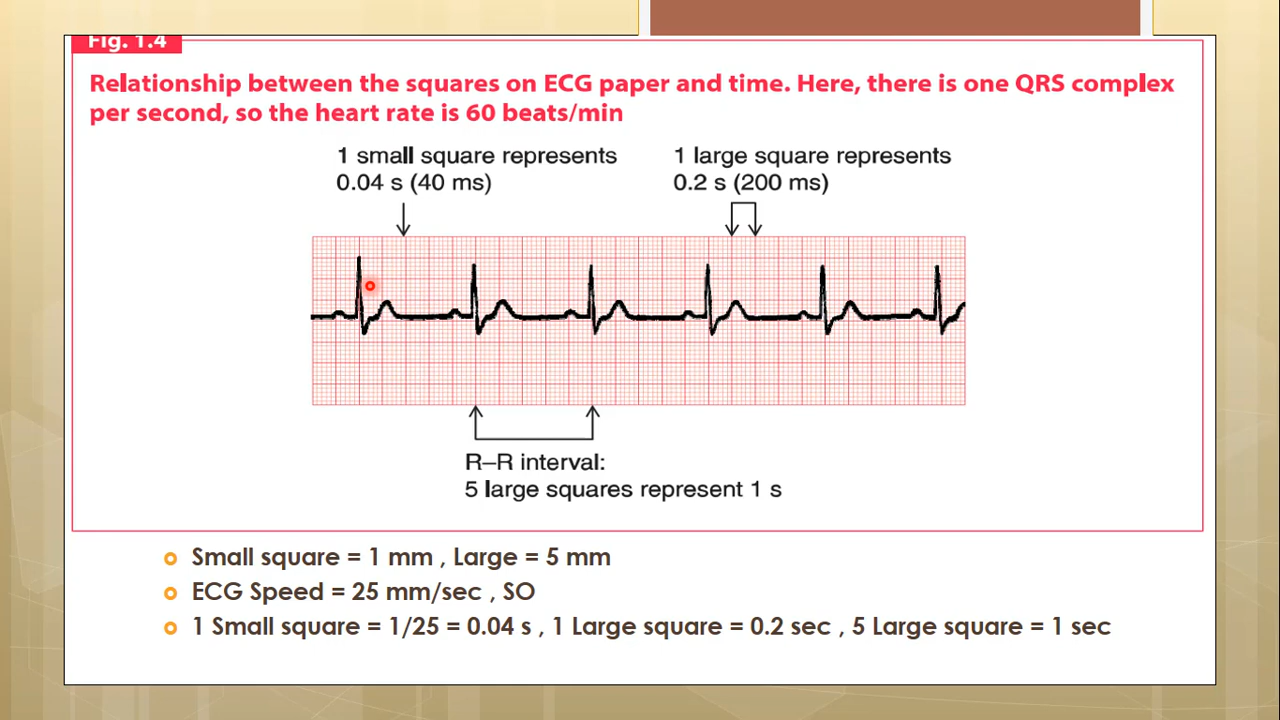 Fig. 1.4
Relationship between the squares on ECG paper and time. Here, there is one QRS complex
per second, so the heart rate is 60 beats/min
1 small square represents
0.04 s (40 ms)
1 large square represents
0.2 s (200 ms)
R–R interval:
5 large squares represent 1 s
Small square = 1 mm , Large = 5 mm
ECG Speed = 25 mm/sec , SO
1 Small square = 1/25 = 0.04 s , 1 Large square = 0.2 sec , 5 Large square = 1 sec